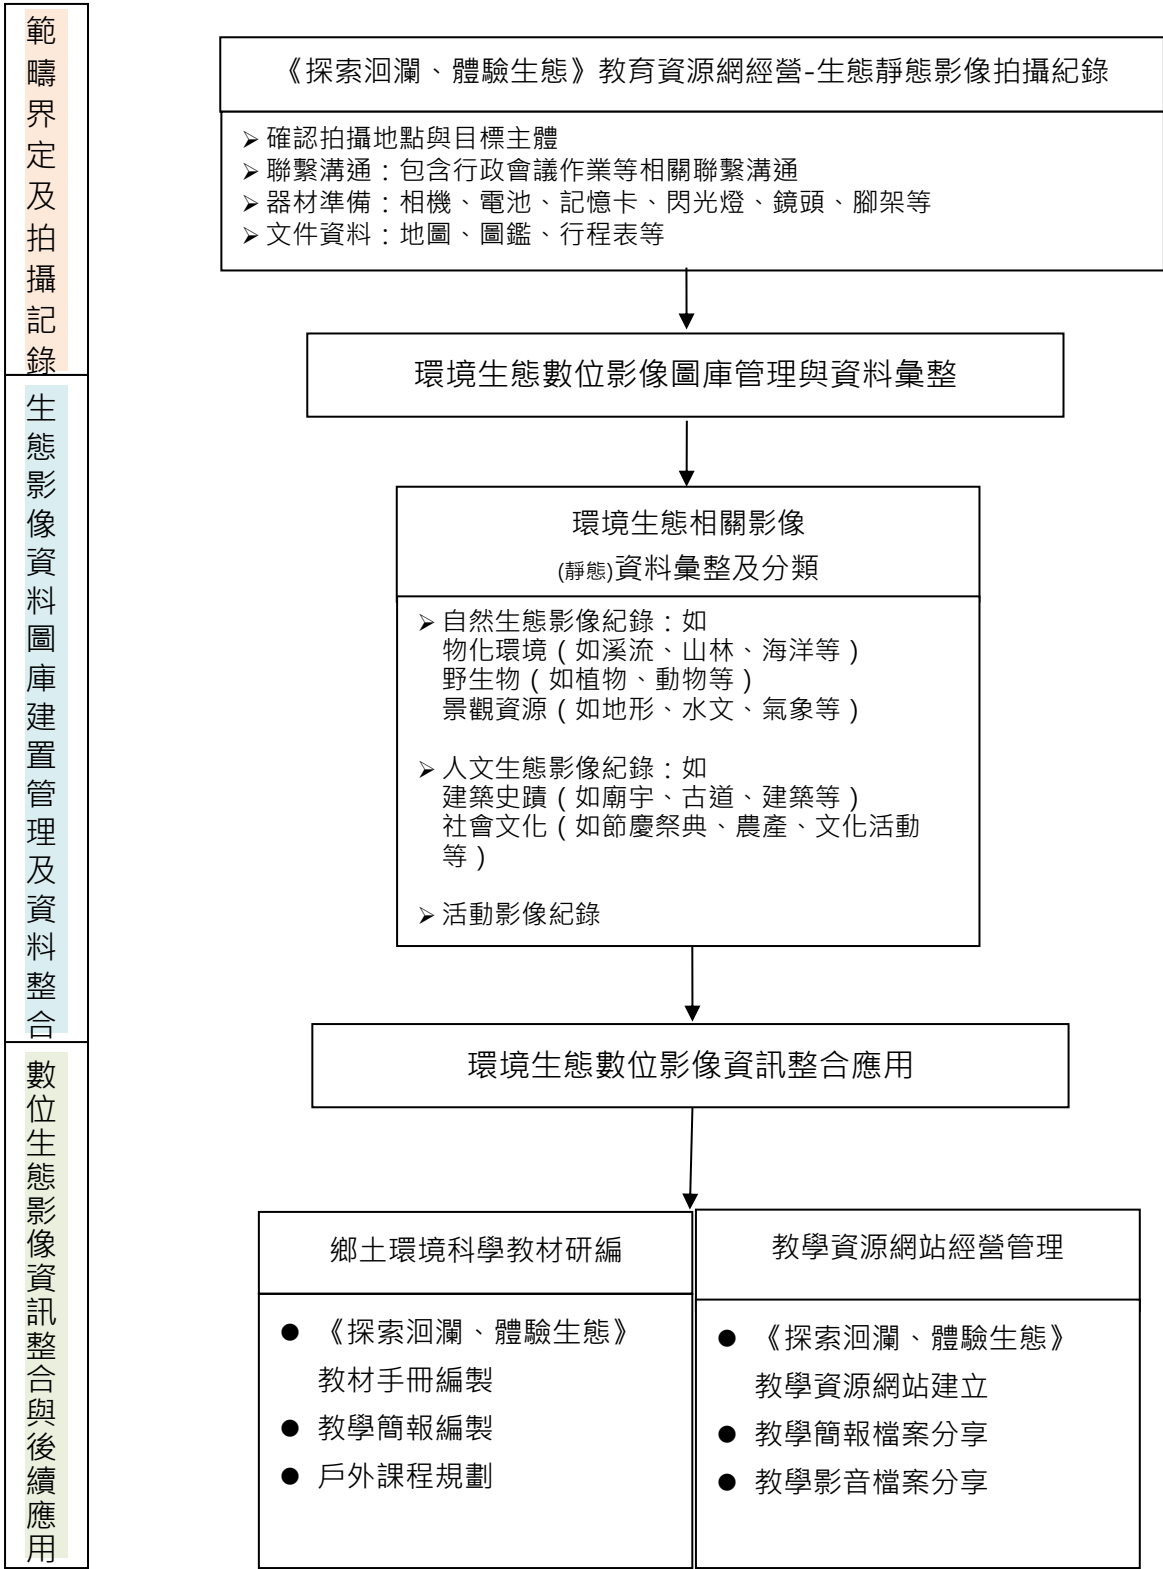 範疇界定及拍攝記錄
《探索洄瀾、體驗生態》教育資源網經營-生態靜態影像拍攝紀錄
➢ 確認拍攝地點與目標主體
➢ 聯繫溝通：包含行政會議作業等相關聯繫溝通
➢ 器材準備：相機、電池、記憶卡、閃光燈、鏡頭、腳架等
➢ 文件資料：地圖、圖鑑、行程表等
環境生態數位影像圖庫管理與資料彙整
生態影像資料圖庫建置管理及資料整合
環境生態相關影像
(靜態)資料彙整及分類
➢ 自然生態影像紀錄：如
物化環境（如溪流、山林、海洋等）
野生物（如植物、動物等）
景觀資源（如地形、水文、氣象等）
➢ 人文生態影像紀錄：如
建築史蹟（如廟宇、古道、建築等）
社會文化（如節慶祭典、農產、文化活動
等）
➢ 活動影像紀錄
環境生態數位影像資訊整合應用
數位生態影像資訊整合與後續應用
鄉土環境科學教材研編
● 《探索洄瀾、體驗生態》
教材手冊編製
● 教學簡報編製
● 戶外課程規劃
教學資源網站經營管理
● 《探索洄瀾、體驗生態》
教學資源網站建立
● 教學簡報檔案分享
● 教學影音檔案分享